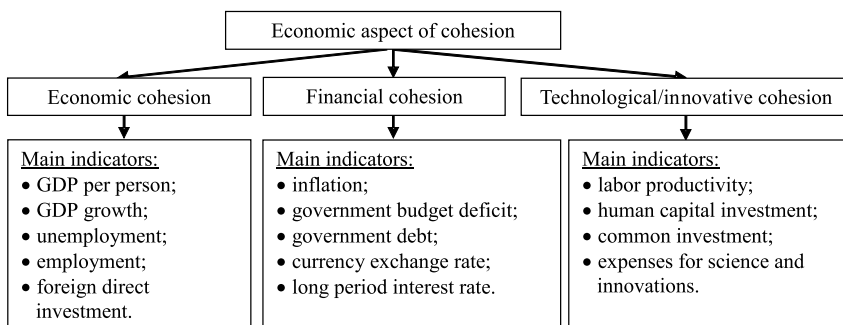 Economic aspect of cohesion
Economic cohesion
Financial cohesion
Technological/innovative cohesion
Main indicators:
• GDP per person;
• GDP growth;
• unemployment;
• employment;
• foreign direct
investment.
Main indicators:
• inflation;
• government budget deficit;
• government debt;
• currency exchange rate;
• long period interest rate.
Main indicators:
• labor productivity;
• human capital investment;
• common investment;
• expenses for science and
innovations.